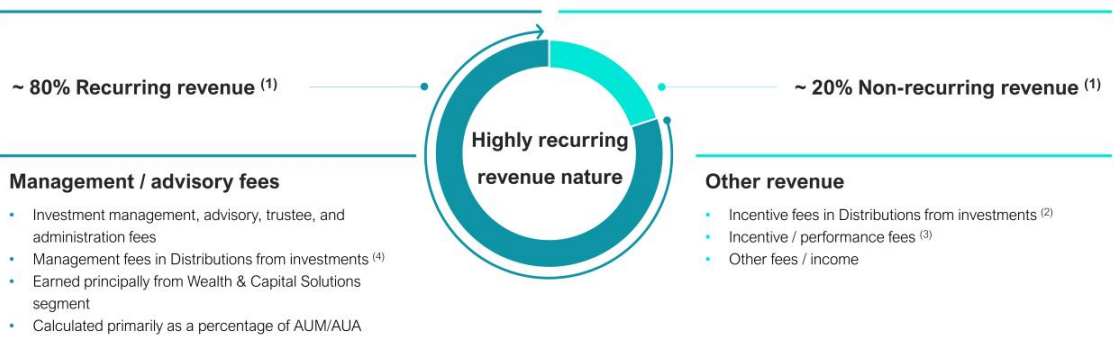 ~ 80% Recurring revenue (1)
Highly recurring
revenue nature
~ 20% Non-recurring revenue (1)
Management / advisory fees
• Investment management, advisory, trustee, and
administration fees
• Management fees in Distributions from investments (4)
• Earned principally from Wealth & Capital Solutions
segment
• Calculated primarily as a percentage of AUM/AUA
Other revenue
• Incentive fees in Distributions from investments (2)
• Incentive / performance fees (3)
• Other fees / income